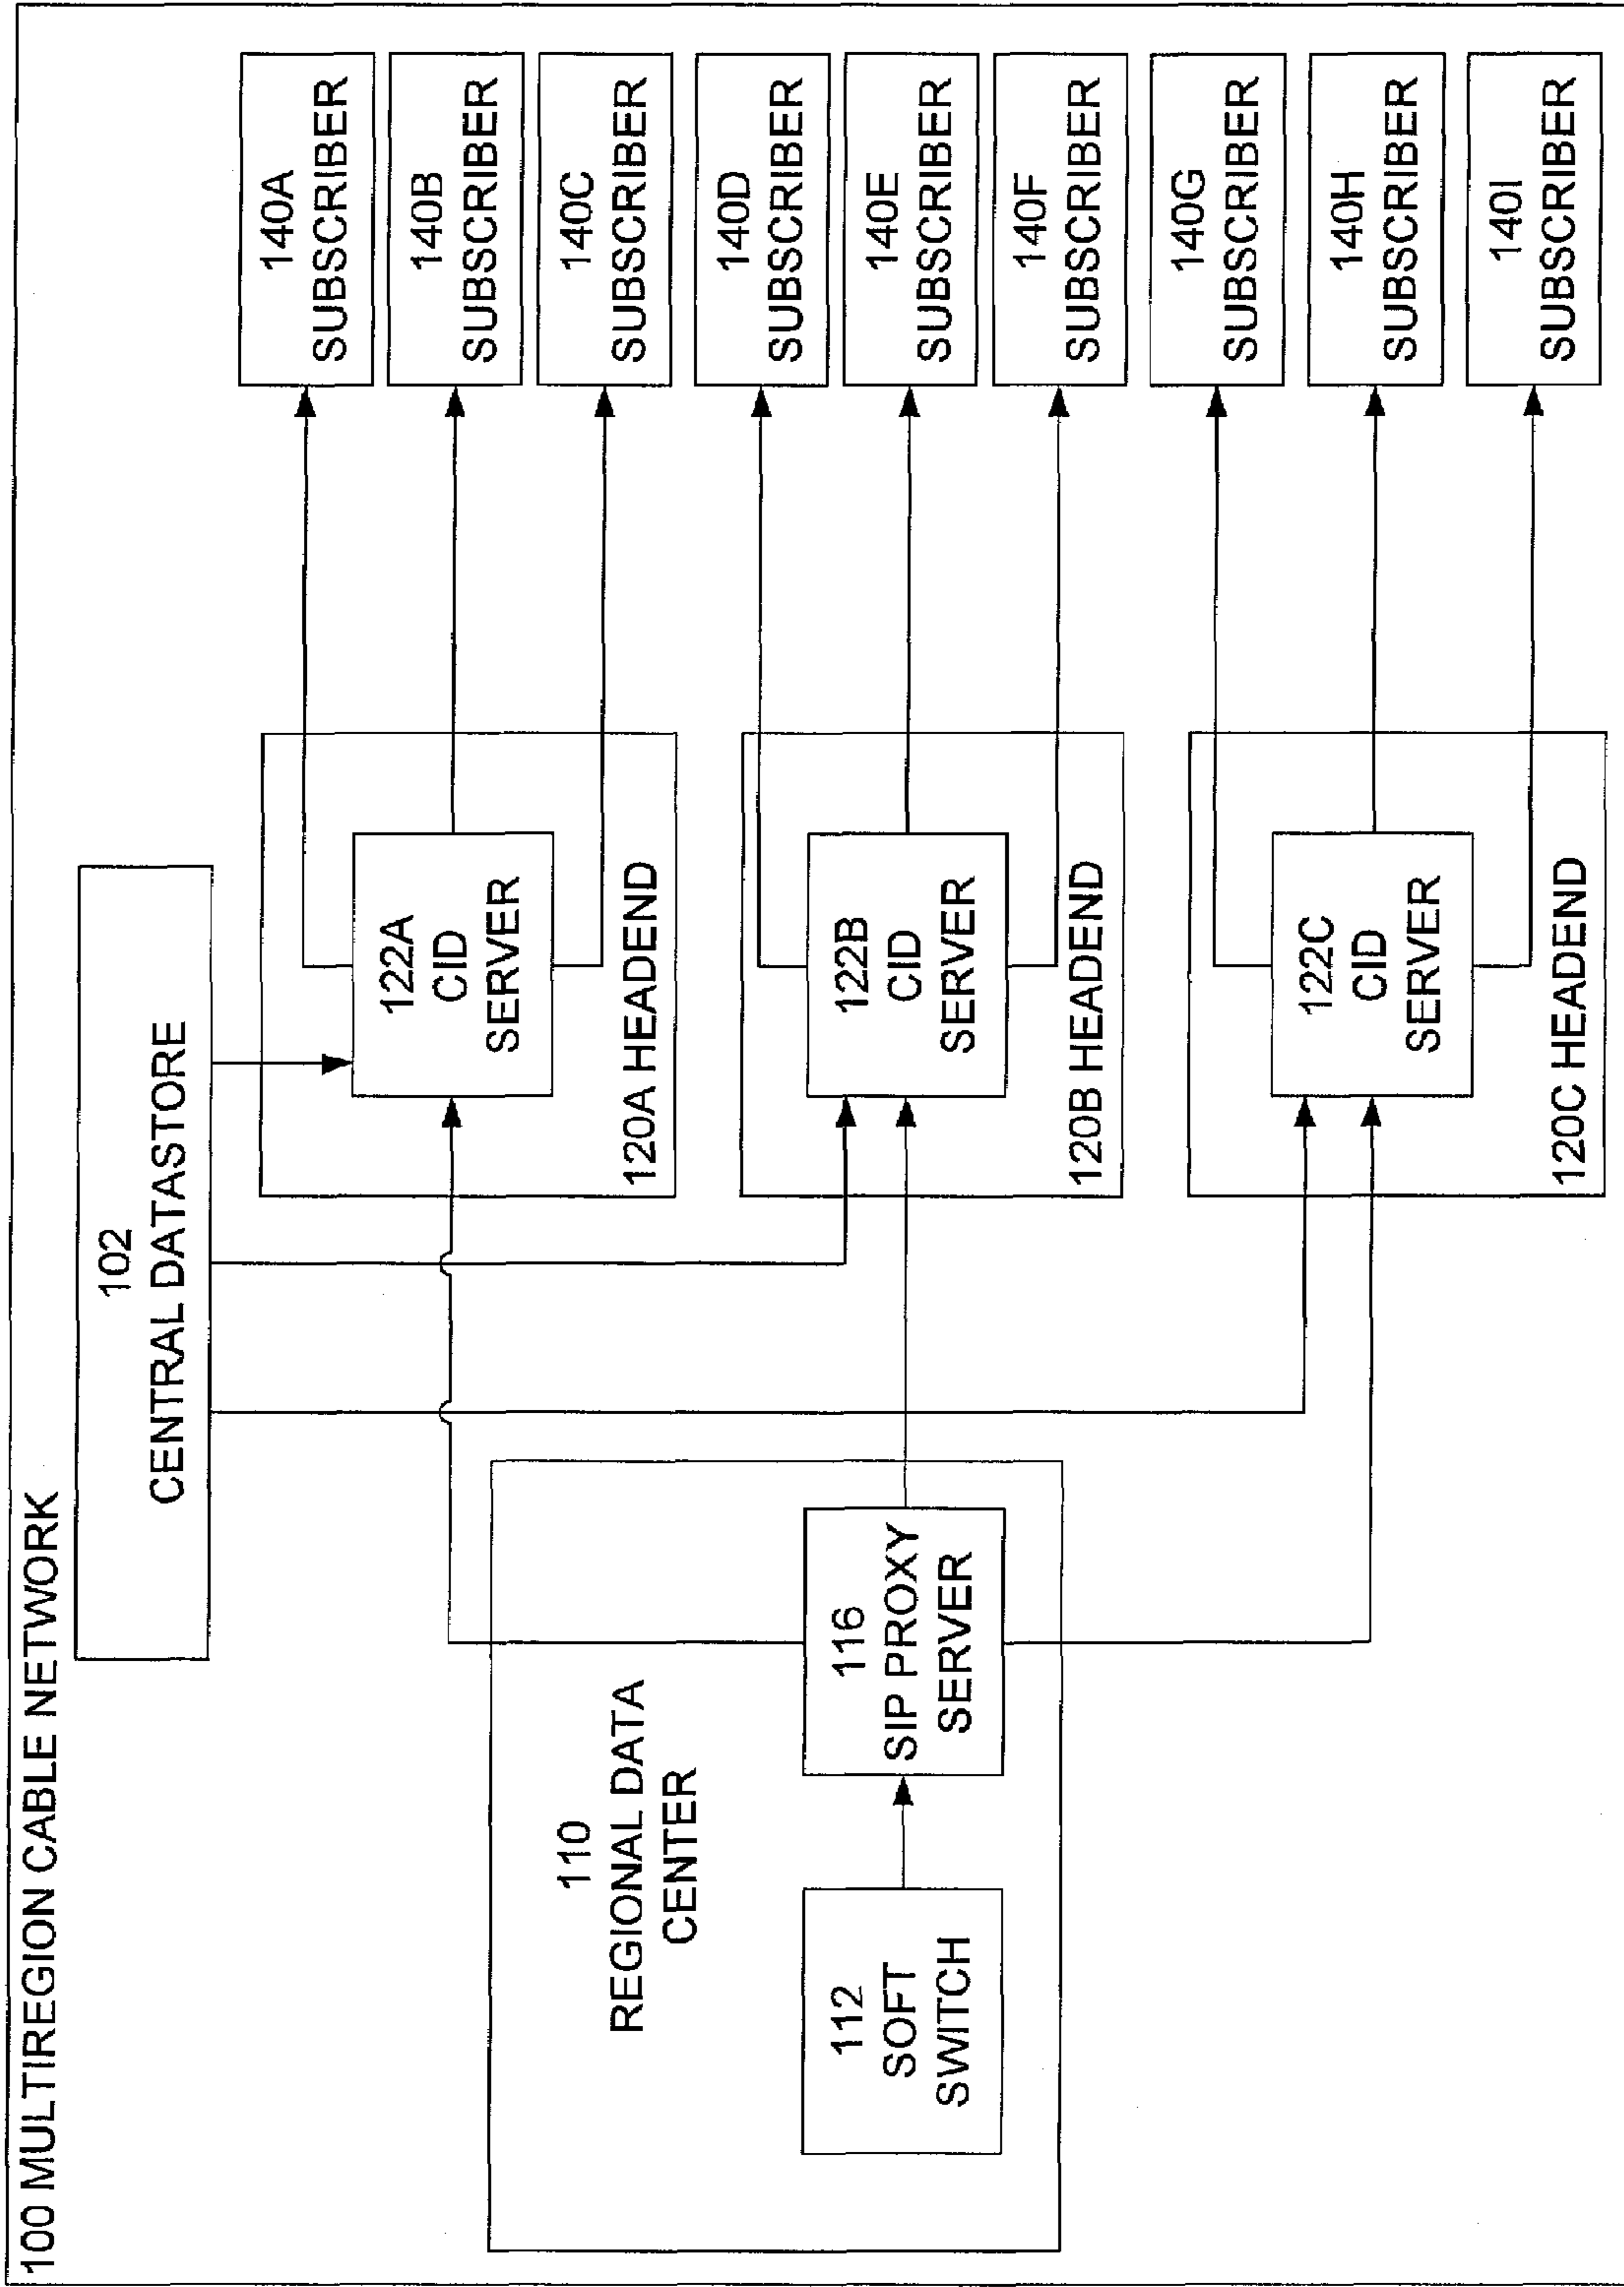 100 MULTIREGION CABLE NETWORK
102
CENTRAL DATASTORE
110
REGIONAL DATA
CENTER
112
SOFT
SWITCH
116
SIP PROXY
SERVER
122A
CID
SERVER
120A HEADEND
122B
CID
SERVER
120B HEADEND
122C
CID
SERVER
120C HEADEND
140A
SUBSCRIBER
140B
SUBSCRIBER
140C
SUBSCRIBER
140D
SUBSCRIBER
140E
SUBSCRIBER
140F
SUBSCRIBER
140G
SUBSCRIBER
140H
SUBSCRIBER
140I
SUBSCRIBER